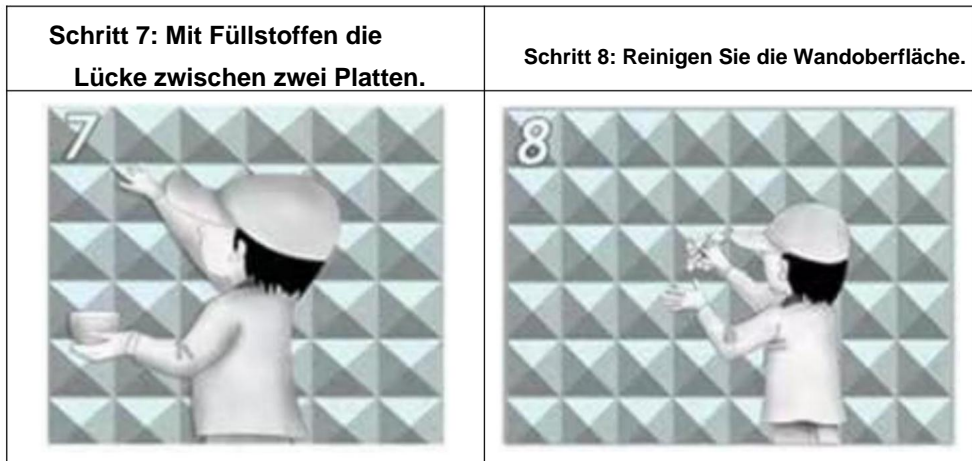 Schritt 7: Mit Füllstoffen die
Lücke zwischen zwei Platten.
Schritt 8: Reinigen Sie die Wandoberfläche.
7
8